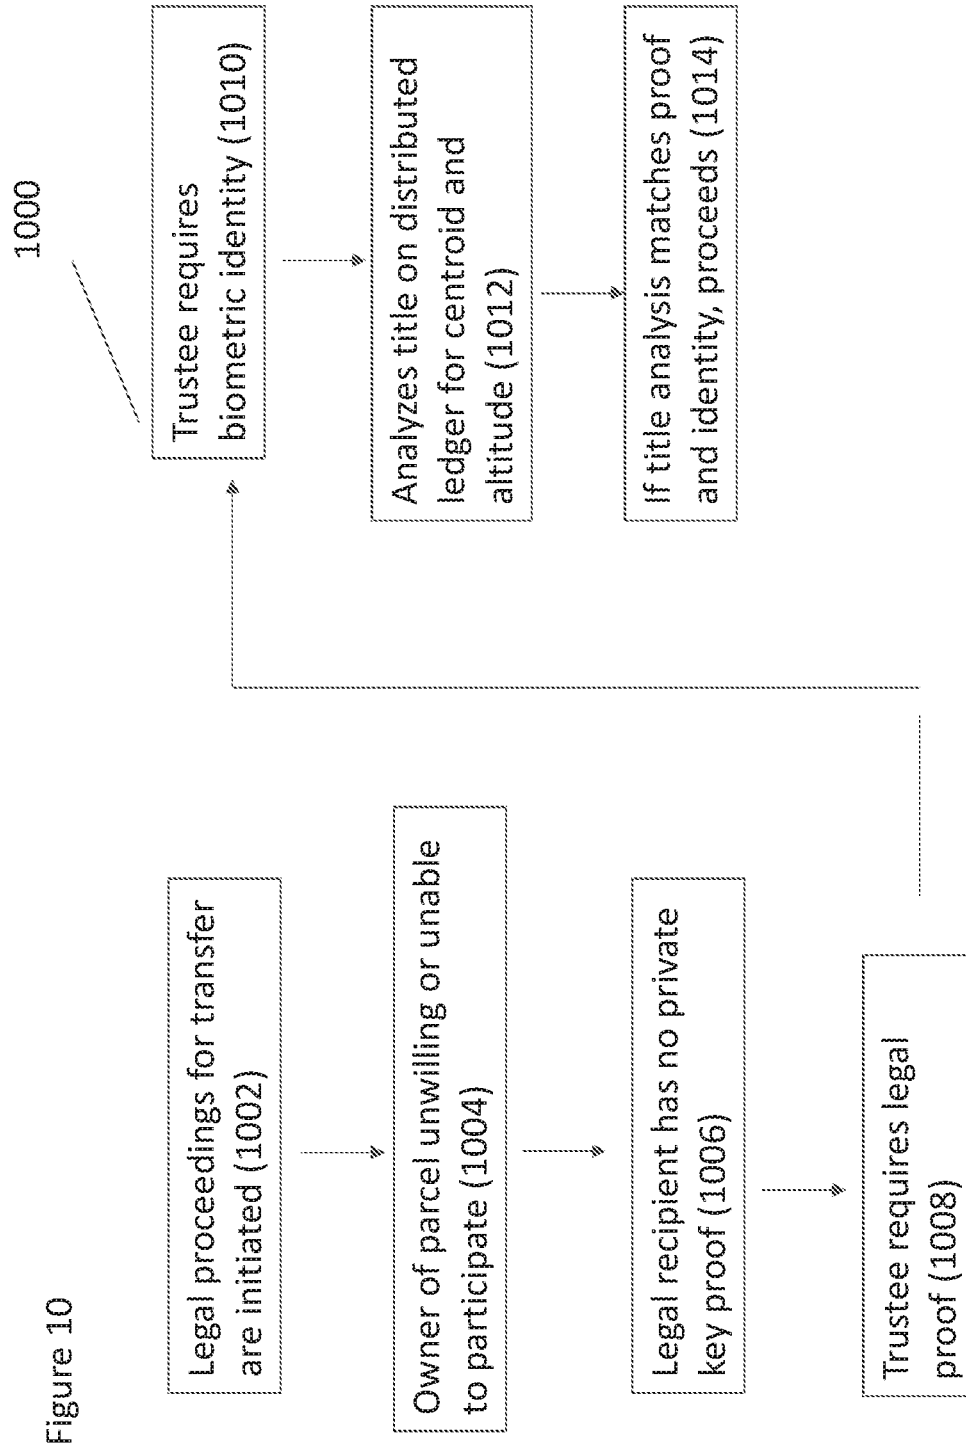 Figure 10
1000
Legal proceedings for transfer
are initiated (1002)
Owner of parcel unwilling or unable
to participate (1004)
Legal recipient has no private
key proof (1006)
Trustee requires legal
proof (1008)
Trustee requires
biometric identity (1010)
Analyzes title on distributed
ledger for centroid and
altitude (1012)
If title analysis matches proof
and identity, proceeds (1014)